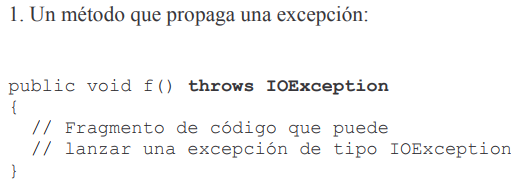 1. Un método que propaga una excepción:
public void f() throws IOException
{
// Fragmento de código que puede
// lanzar una excepción de tipo IOException
}